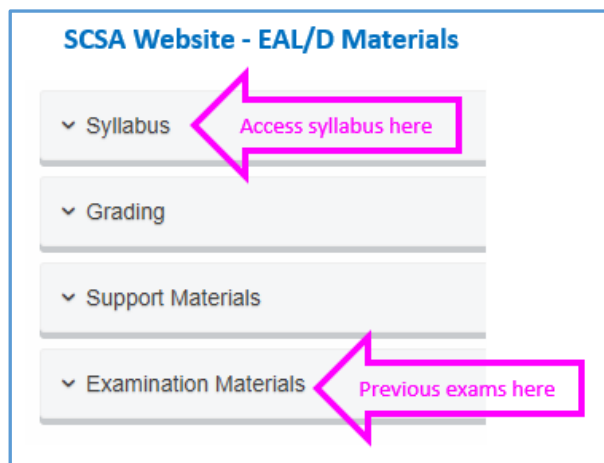 SCSA Website - EAL/D Materials
Syllabus
Access syllabus here
Grading
Support Materials
Examination Materials
Previous exams here